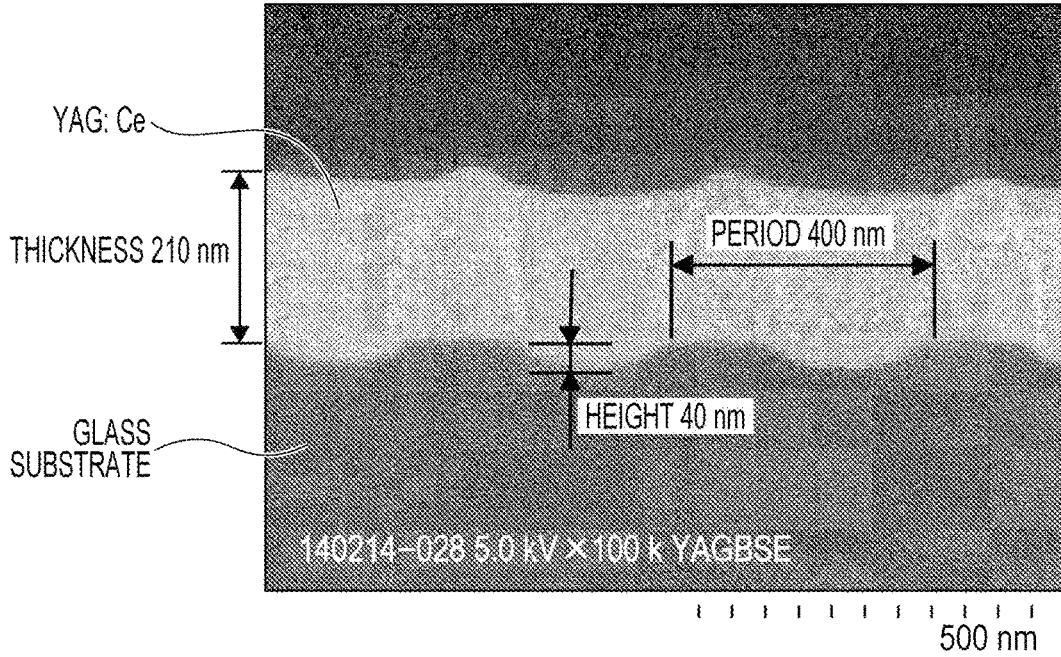 YAG: Ce
THICKNESS 210 nm
PERIOD 400 nm
HEIGHT 40 nm
GLASS
SUBSTRATE
140214-028 5.0 kV × 100 k YAGBSE
500 nm